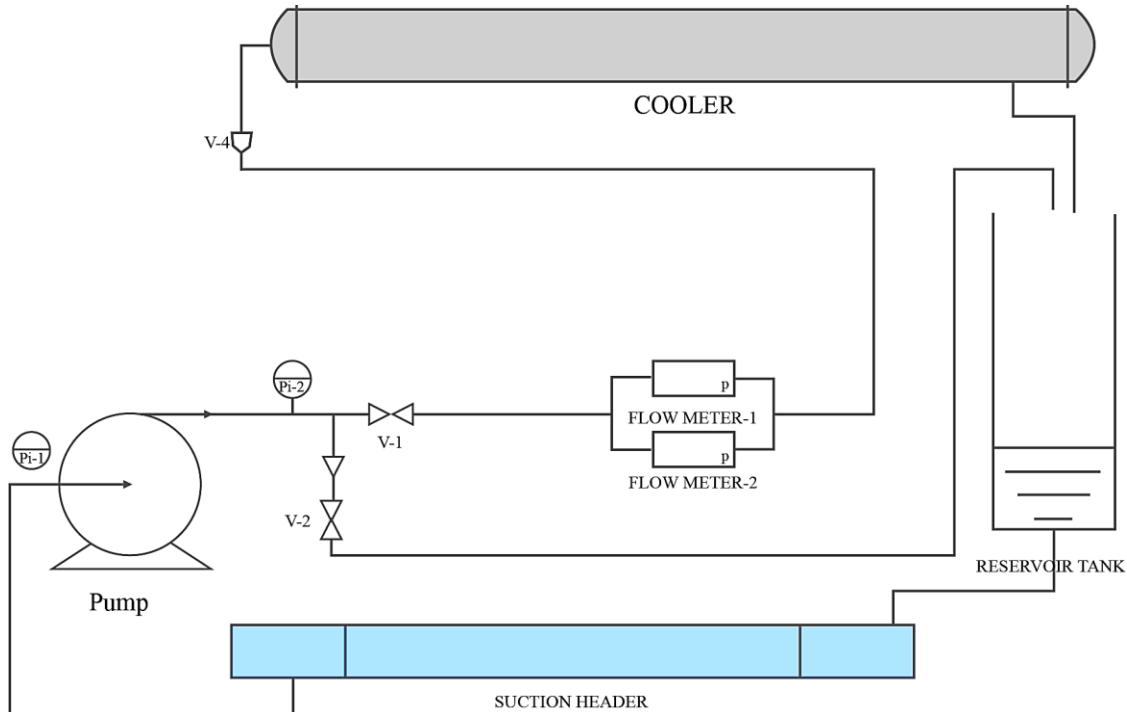 COOLER
V-4
Pi-2
p
FLOW METER-1
V-1
Pi-1
p
FLOW METER-2
V-2
RESERVOIR TANK
Pump
SUCTION HEADER